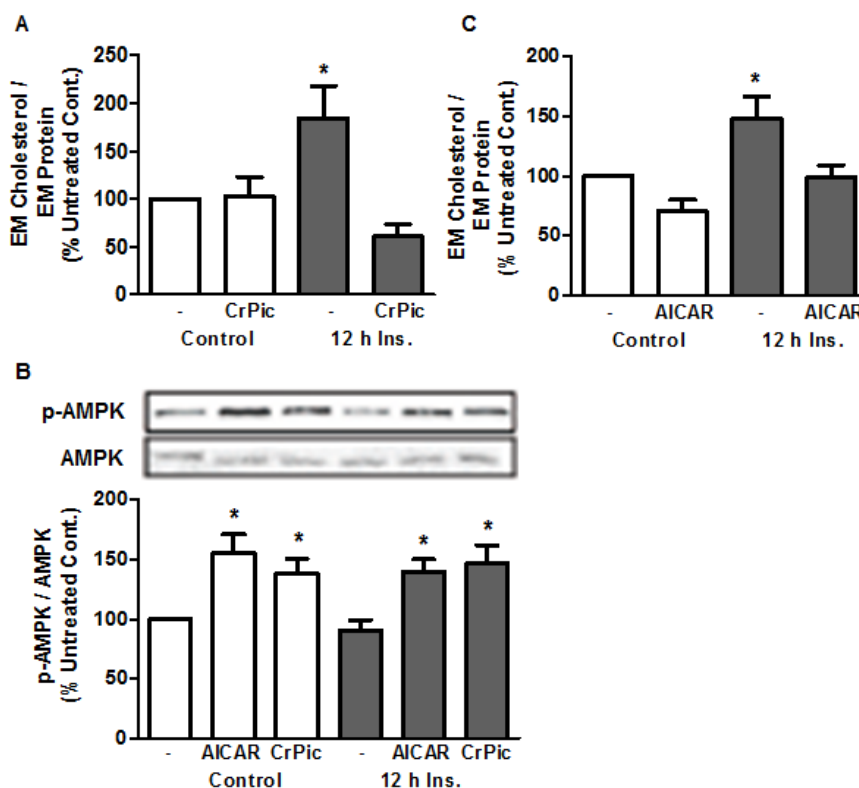 A
EM Cholesterol /
EM Protein
(% Untreated Cont.)
250
200
150
100
50
0
*
- CrPic - CrPic
Control 12 h Ins.
C
EM Cholesterol /
EM Protein
(% Untreated Cont.)
200
150
100
50
0
*
- AICAR - AICAR
Control 12 h Ins.
B
p-AMPK
AMPK
p-AMPK / AMPK
(% Untreated Cont.)
200
150
100
50
0
* * * *
- AICAR CrPic - AICAR CrPic
Control 12 h Ins.